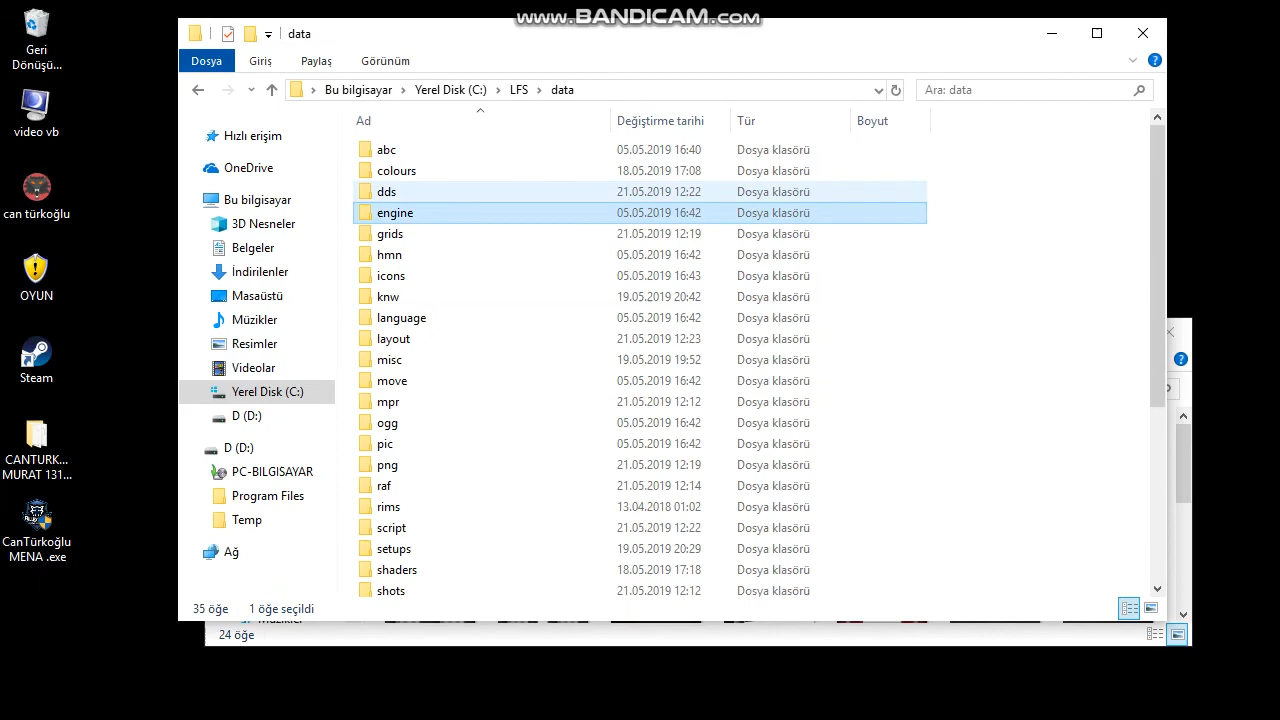 www.BANDICAM.com
Geri
Dönüşü...
video vb
can türkoğlu
OYUN
Steam
CANTURK...
MURAT 131...
CanTürkoğlu
MENA .exe
data
Dosya Giriş Paylaş Görünüm
Bu bilgisayar Yerel Disk (C:) LFS data
Ara: data
Ad Değiştirme tarihi Tür Boyut
Hızlı erişim
OneDrive
Bu bilgisayar
3D Nesneler
Belgeler
İndirilenler
Masaüstü
Müzikler
Resimler
Videolar
Yerel Disk (C:)
D (D:)
D (D:)
PC-BILGISAYAR
Program Files
Temp
Ağ
abc 05.05.2019 16:40 Dosya klasörü
colours 18.05.2019 17:08 Dosya klasörü
dds 21.05.2019 12:22 Dosya klasörü
engine 05.05.2019 16:42 Dosya klasörü
grids 21.05.2019 12:19 Dosya klasörü
hmn 05.05.2019 16:42 Dosya klasörü
icons 05.05.2019 16:43 Dosya klasörü
knw 19.05.2019 20:42 Dosya klasörü
language 05.05.2019 16:42 Dosya klasörü
layout 21.05.2019 12:23 Dosya klasörü
misc 19.05.2019 19:52 Dosya klasörü
move 05.05.2019 16:42 Dosya klasörü
mpr 21.05.2019 12:12 Dosya klasörü
ogg 05.05.2019 16:42 Dosya klasörü
pic 05.05.2019 16:42 Dosya klasörü
png 21.05.2019 12:19 Dosya klasörü
raf 21.05.2019 12:14 Dosya klasörü
rims 13.04.2018 01:02 Dosya klasörü
script 21.05.2019 12:22 Dosya klasörü
setups 19.05.2019 20:29 Dosya klasörü
shaders 18.05.2019 17:18 Dosya klasörü
shots 21.05.2019 12:12 Dosya klasörü
35 öğe 1 öğe seçildi
Müzikler
24 öğe